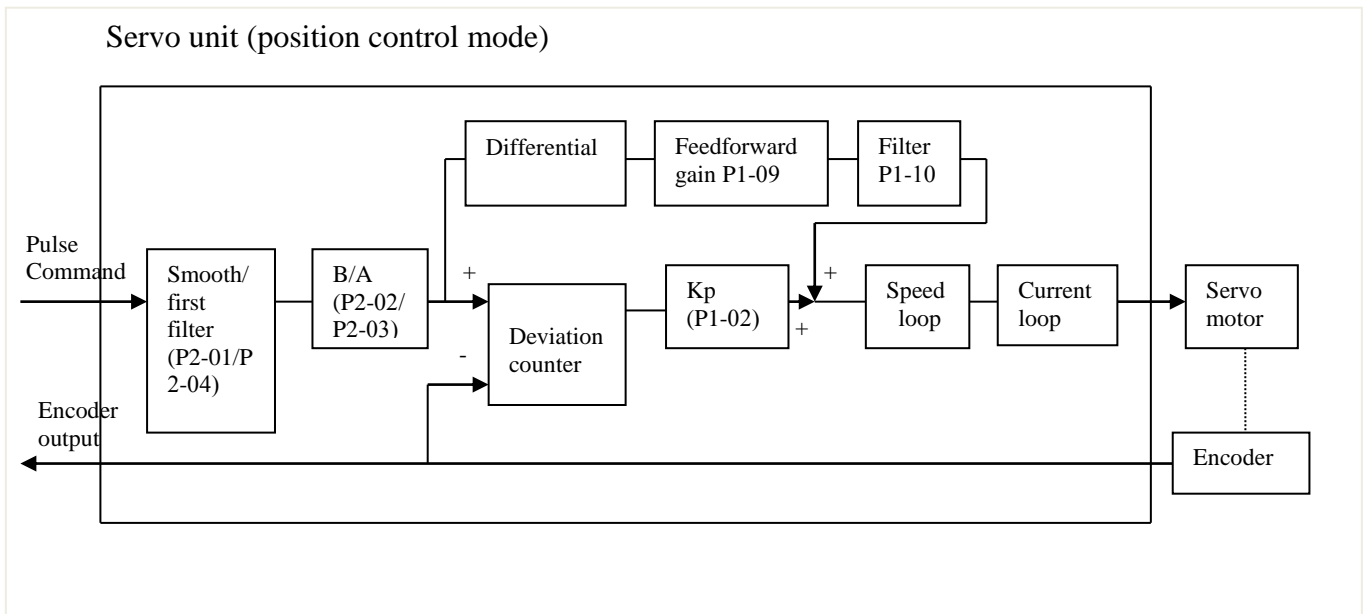 Servo unit (position control mode)
Differential
Feedforward
gain P1-09
Filter
P1-10
Pulse
Command
Smooth/
first
filter
(P2-01/P
2-04)
B/A
(P2-02/
P2-03)
+
-
Deviation
counter
Kp
(P1-02)
+
+
Speed
loop
Current
loop
Servo
motor
Encoder
output
Encoder